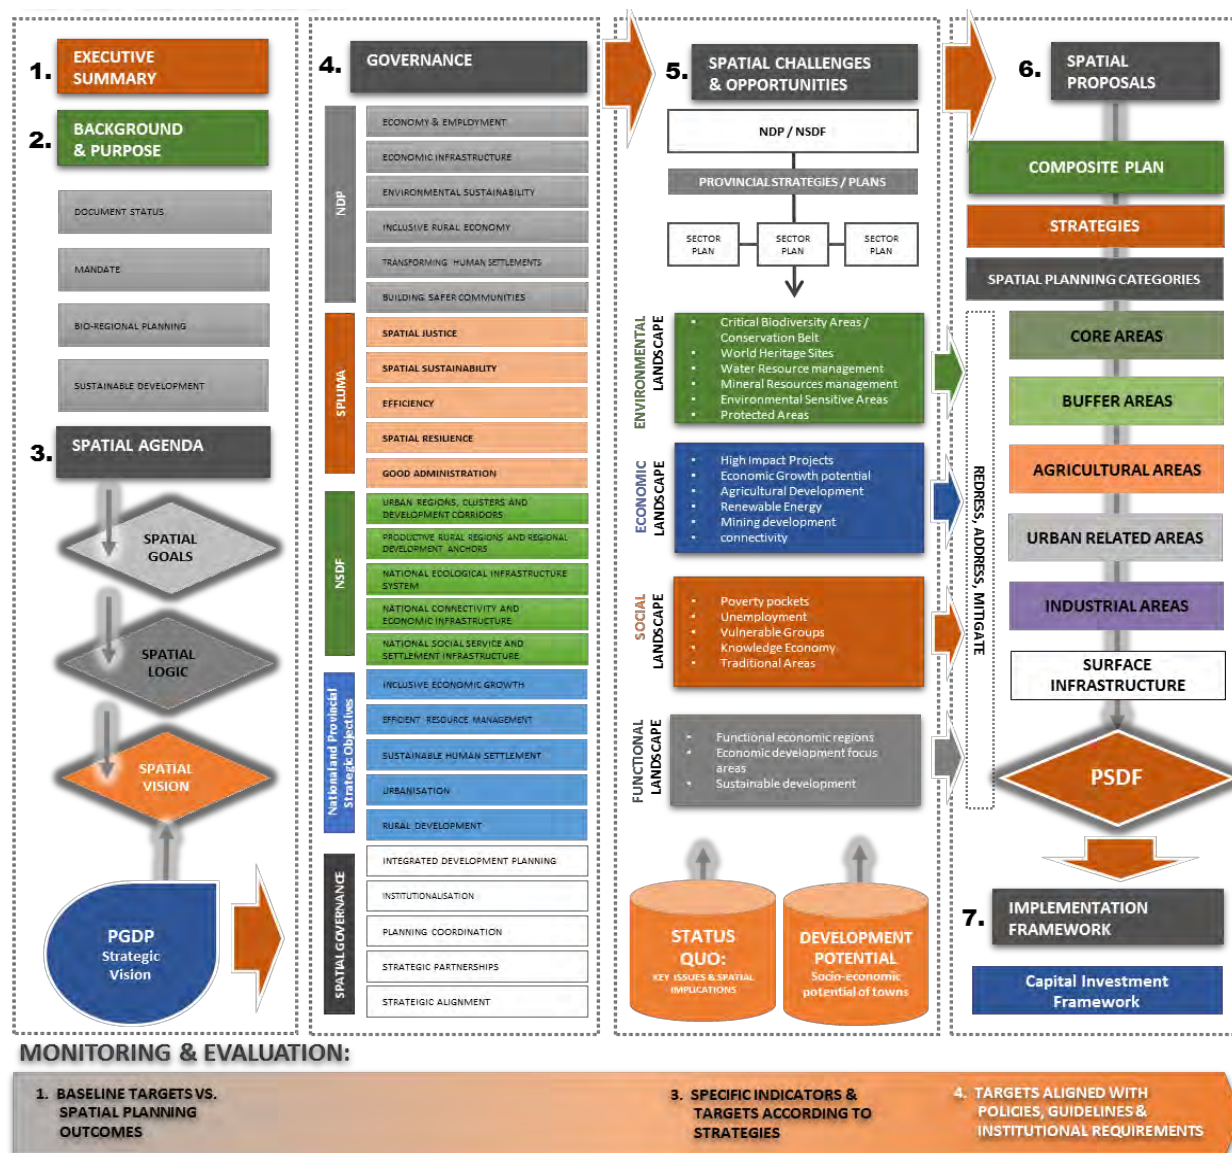 1.
EXECUTIVE
SUMMARY
2.
BACKGROUND
& PURPOSE
DOCUMENT STATUS
MANDATE
BIO-REGIONAL PLANNING
SUSTAINABLE DEVELOPMENT
3.
SPATIAL AGENDA
SPATIAL
GOALS
SPATIAL
LOGIC
SPATIAL
VISION
PGDP
Strategic
Vision
4.
GOVERNANCE
NDP
ECONOMY & EMPLOYMENT
ECONOMIC INFRASTRUCTURE
ENVIRONMENTAL SUSTAINABILITY
INCLUSIVE RURAL ECONOMY
TRANSFORMING HUMAN SETTLEMENTS
BUILDING SAFER COMMUNITIES
SPLUMA
SPATIAL JUSTICE
SPATIAL SUSTAINABILITY
EFFICIENCY
SPATIAL RESILIENCE
GOOD ADMINISTRATION
NSDF
URBAN REGIONS, CLUSTERS AND
DEVELOPMENT CORRIDORS
PRODUCTIVE RURAL REGIONS AND REGIONAL
DEVELOPMENT ANCHORS
NATIONAL ECOLOGICAL INFRASTRUCTURE
SYSTEM
NATIONAL CONNECTIVITY AND
ECONOMIC INFRASTRUCTURE
NATIONAL SOCIAL SERVICE AND
SETTLEMENT INFRASTRUCTURE
National and Provincial
Strategic Objectives
INCLUSIVE ECONOMIC GROWTH
EFFICIENT RESOURCE MANAGEMENT
SUSTAINABLE HUMAN SETTLEMENT
URBANISATION
RURAL DEVELOPMENT
SPATIAL GOVERNANCE
INTEGRATED DEVELOPMENT PLANNING
INSTITUTIONALISATION
PLANNING COORDINATION
STRATEGIC PARTNERSHIPS
STRATEIGIC ALIGNMENT
5.
SPATIAL CHALLENGES
& OPPORTUNITIES
NDP / NSDF
PROVINCIAL STRATEGIES / PLANS
SECTOR
PLAN
SECTOR
PLAN
SECTOR
PLAN
ENVIRONMENTAL
LANDSCAPE
• Critical Biodiversity Areas /
Conservation Belt
• World Heritage Sites
• Water Resource management
• Mineral Resources management
• Environmental Sensitive Areas
• Protected Areas
ECONOMIC
LANDSCAPE
• High Impact Projects
• Economic Growth potential
• Agricultural Development
• Renewable Energy
• Mining development
• connectivity
SOCIAL
LANDSCAPE
• Poverty pockets
• Unemployment
• Vulnerable Groups
• Knowledge Economy
• Traditional Areas
FUNCTIONAL
LANDSCAPE
• Functional economic regions
• Economic development focus
areas
• Sustainable development
STATUS
QUO:
KEY ISSUES & SPATIAL
IMPLICATIONS
DEVELOPMENT
POTENTIAL
Socio-economic
potential of towns
REDRESS, ADDRESS, MITIGATE
6.
SPATIAL
PROPOSALS
COMPOSITE PLAN
STRATEGIES
SPATIAL PLANNING CATEGORIES
CORE AREAS
BUFFER AREAS
AGRICULTURAL AREAS
URBAN RELATED AREAS
INDUSTRIAL AREAS
SURFACE
INFRASTRUCTURE
PSDF
7.
IMPLEMENTATION
FRAMEWORK
Capital Investment
Framework
MONITORING & EVALUATION:
1. BASELINE TARGETS VS.
SPATIAL PLANNING
OUTCOMES
3. SPECIFIC INDICATORS &
TARGETS ACCORDING TO
STRATEGIES
4. TARGETS ALIGNED WITH
POLICIES, GUIDELINES &
INSTITUTIONAL REQUIREMENTS